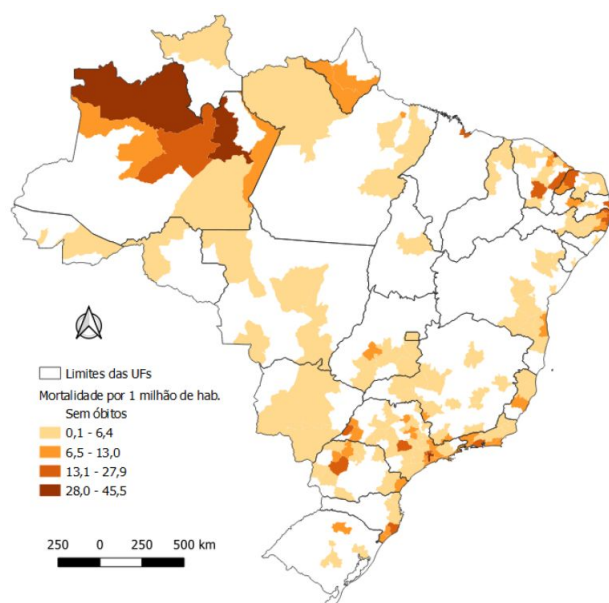 Limites das UFs
Mortalidade por 1 milhão de hab.
Sem óbitos
0,1 - 6,4
6,5 - 13,0
13,1 - 27,9
28,0 - 45,5
250 0 250 500 km